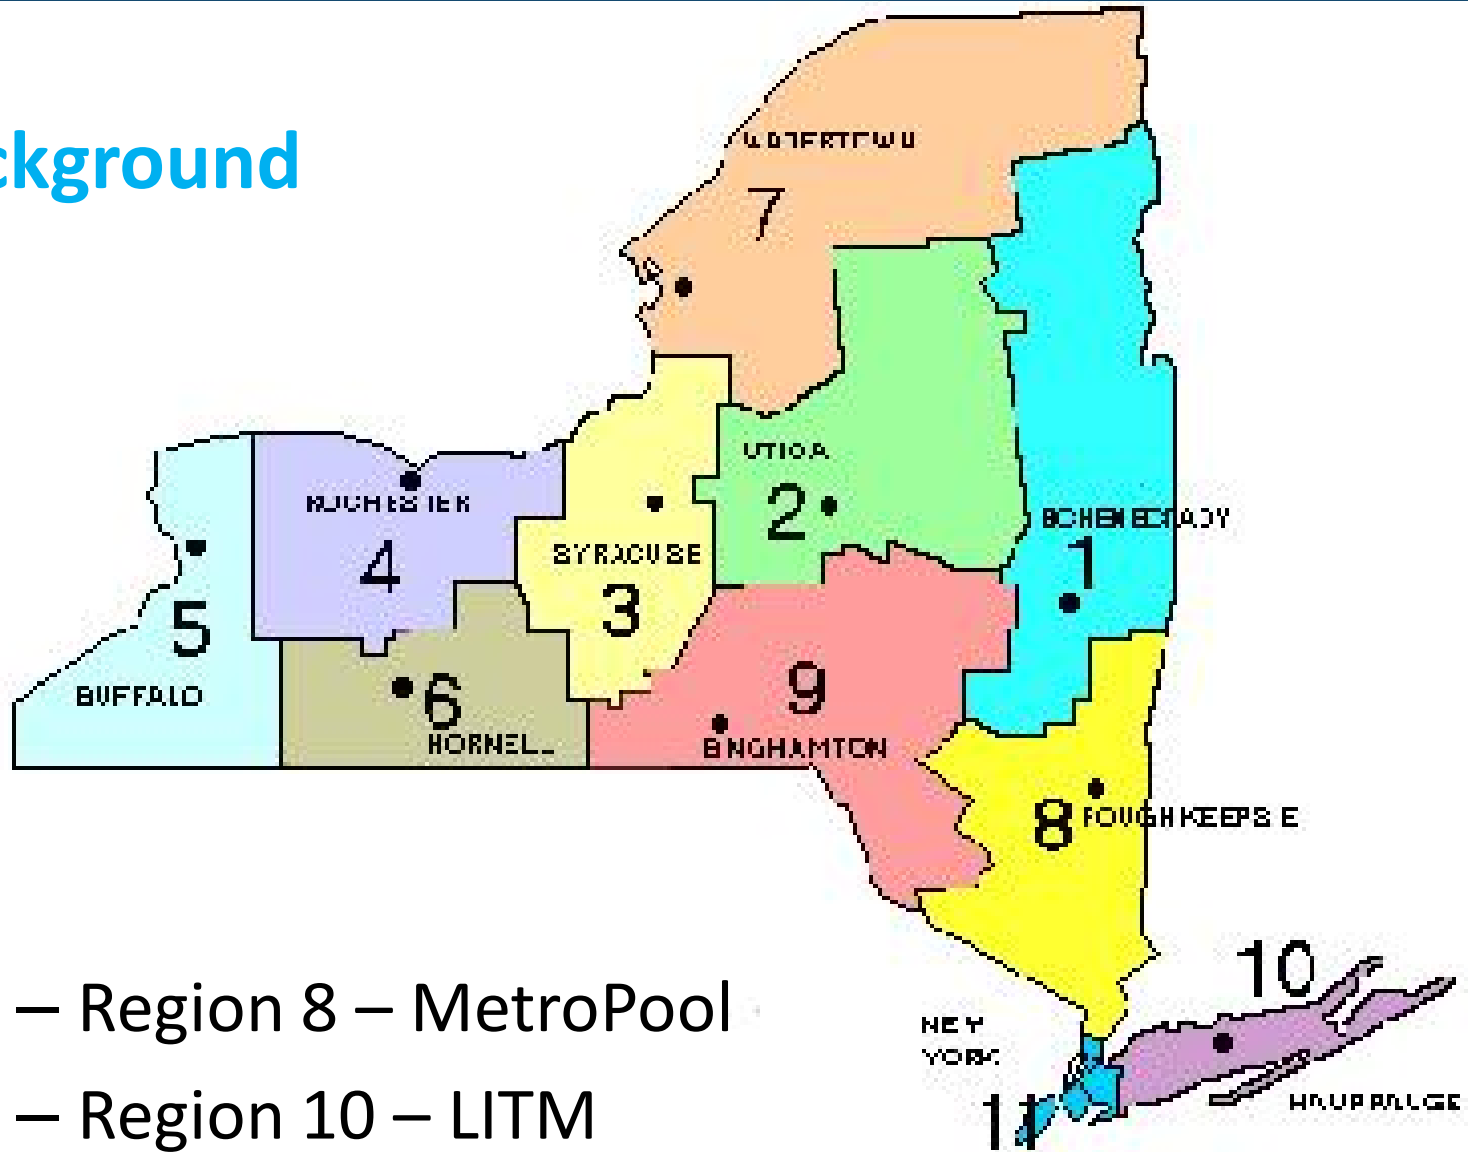 ckground
WATERTOWN
7
UTICA
2
ROCHESTER
4
SYRACUSE
3
SCHENECTADY
1
5
BUFFALO
6
HORNELL
9
BINGHAMTON
8 POUGHKEEPSIE
10
– Region 8 – MetroPool
NEW
YORK
– Region 10 – LITM
11
HAUPPAUGE